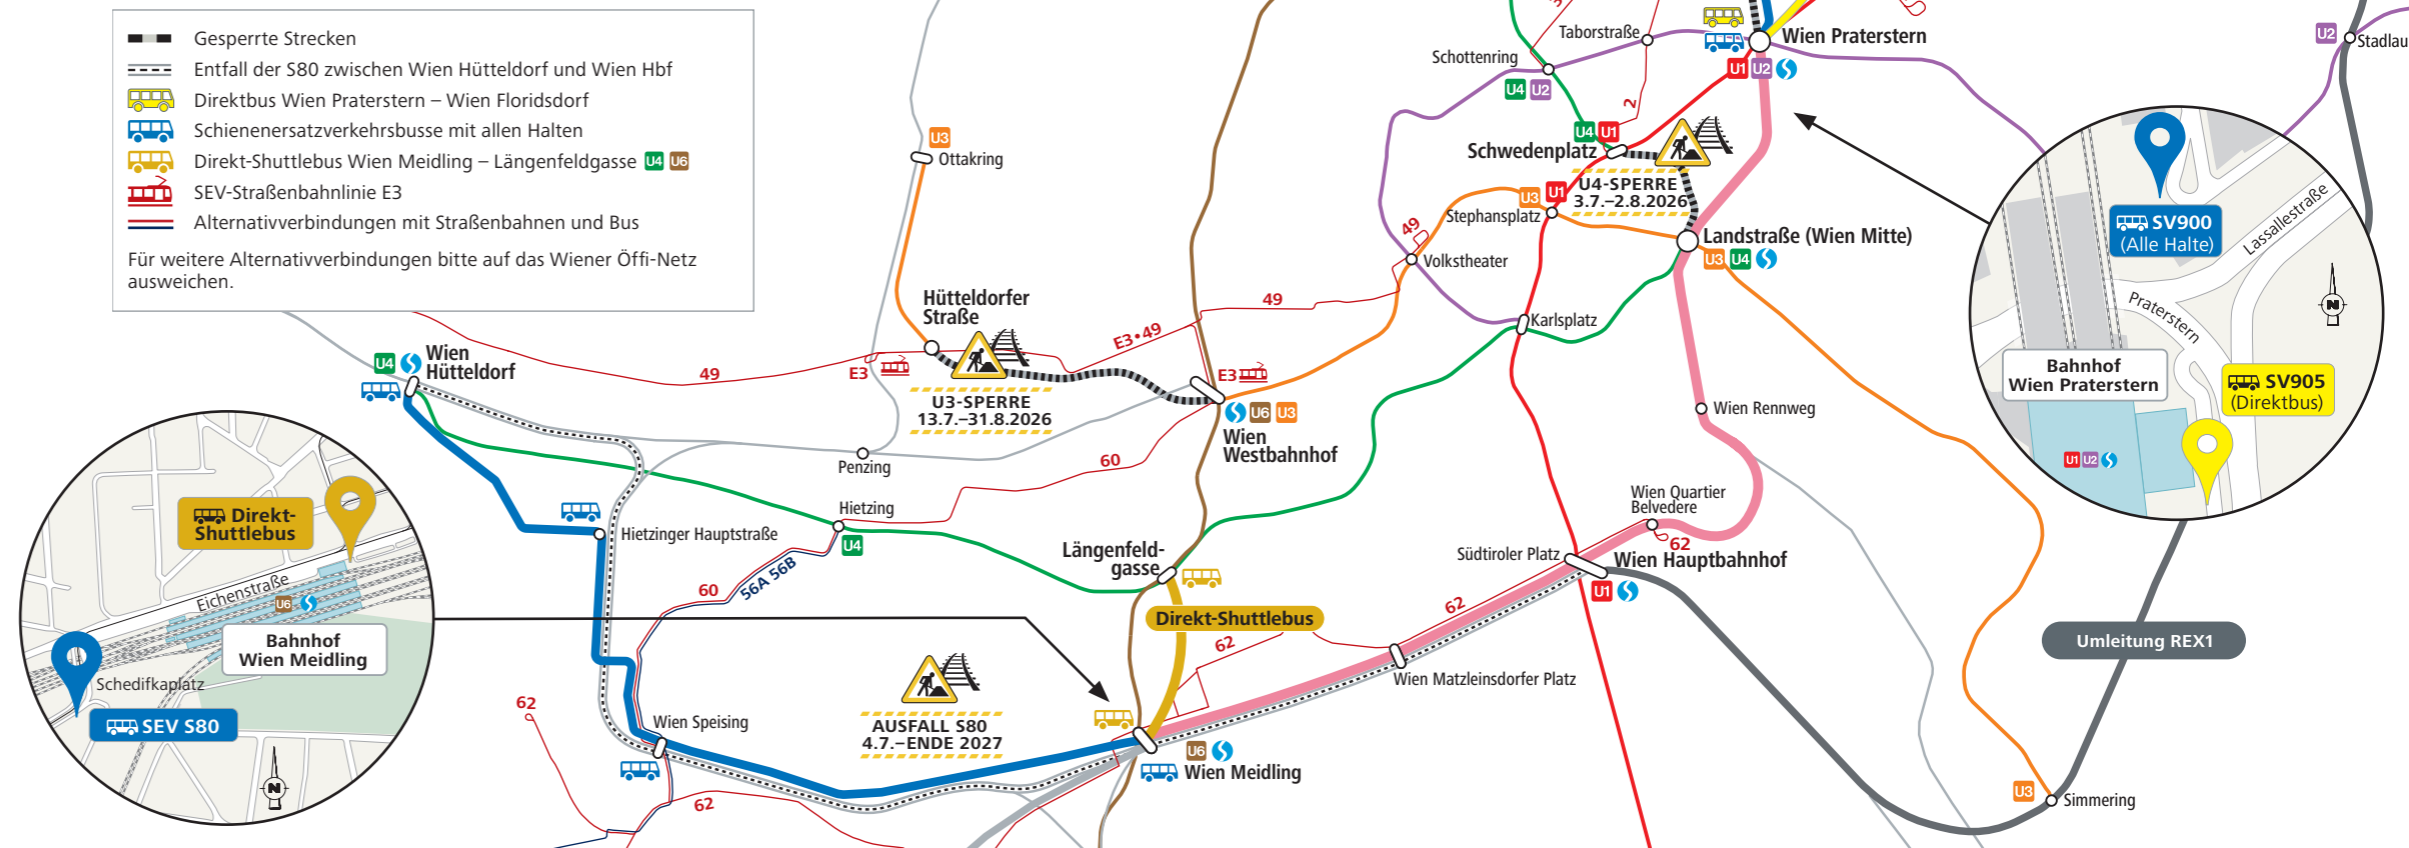 Gesperrte Strecken
Entfall der S80 zwischen Wien Hütteldorf und Wien Hbf
Direktbus Wien Praterstern – Wien Floridsdorf
Schienenersatzverkehrsbusse mit allen Halten
Direkt-Shuttlebus Wien Meidling – Längenfeldgasse U4 U6
SEV-Straßenbahnlinie E3
Alternativverbindungen mit Straßenbahnen und Bus
Für weitere Alternativverbindungen bitte auf das Wiener Öffi-Netz
ausweichen.
U3
Ottakring
Hütteldorfer
Straße
E3
49
E3•49
49
49
U3-SPERRE
13.7.–31.8.2026
E3
U6 U3
Wien
Westbahnhof
U4
Wien
Hütteldorf
Penzing
60
Hietzing
U4
Hietzinger Hauptstraße
60
56A 56B
Wien Speising
62
62
AUSFALL S80
4.7.–ENDE 2027
Längenfeld-
gasse
Direkt-Shuttlebus
62
U6
Wien Meidling
62
Wien Matzleinsdorfer Platz
Südtiroler Platz
Wien Hauptbahnhof
U1
62
Wien Quartier
Belvedere
Wien Rennweg
Karlsplatz
Volkstheater
Stephansplatz
U3
U1
U4-SPERRE
3.7.–2.8.2026
Landstraße (Wien Mitte)
U3 U4
Schwedenplatz
U4 U1
2
Schottenring
U4 U2
Taborstraße
Wien Praterstern
U1 U2
U2
Stadlau
Umleitung REX1
U3
Simmering
Direkt-
Shuttlebus
Eichenstraße
U6
Bahnhof
Wien Meidling
Schedifkaplatz
SEV S80
N
SV900
(Alle Halte)
Lassallestraße
Praterstern
N
Bahnhof
Wien Praterstern
SV905
(Direktbus)
U1 U2